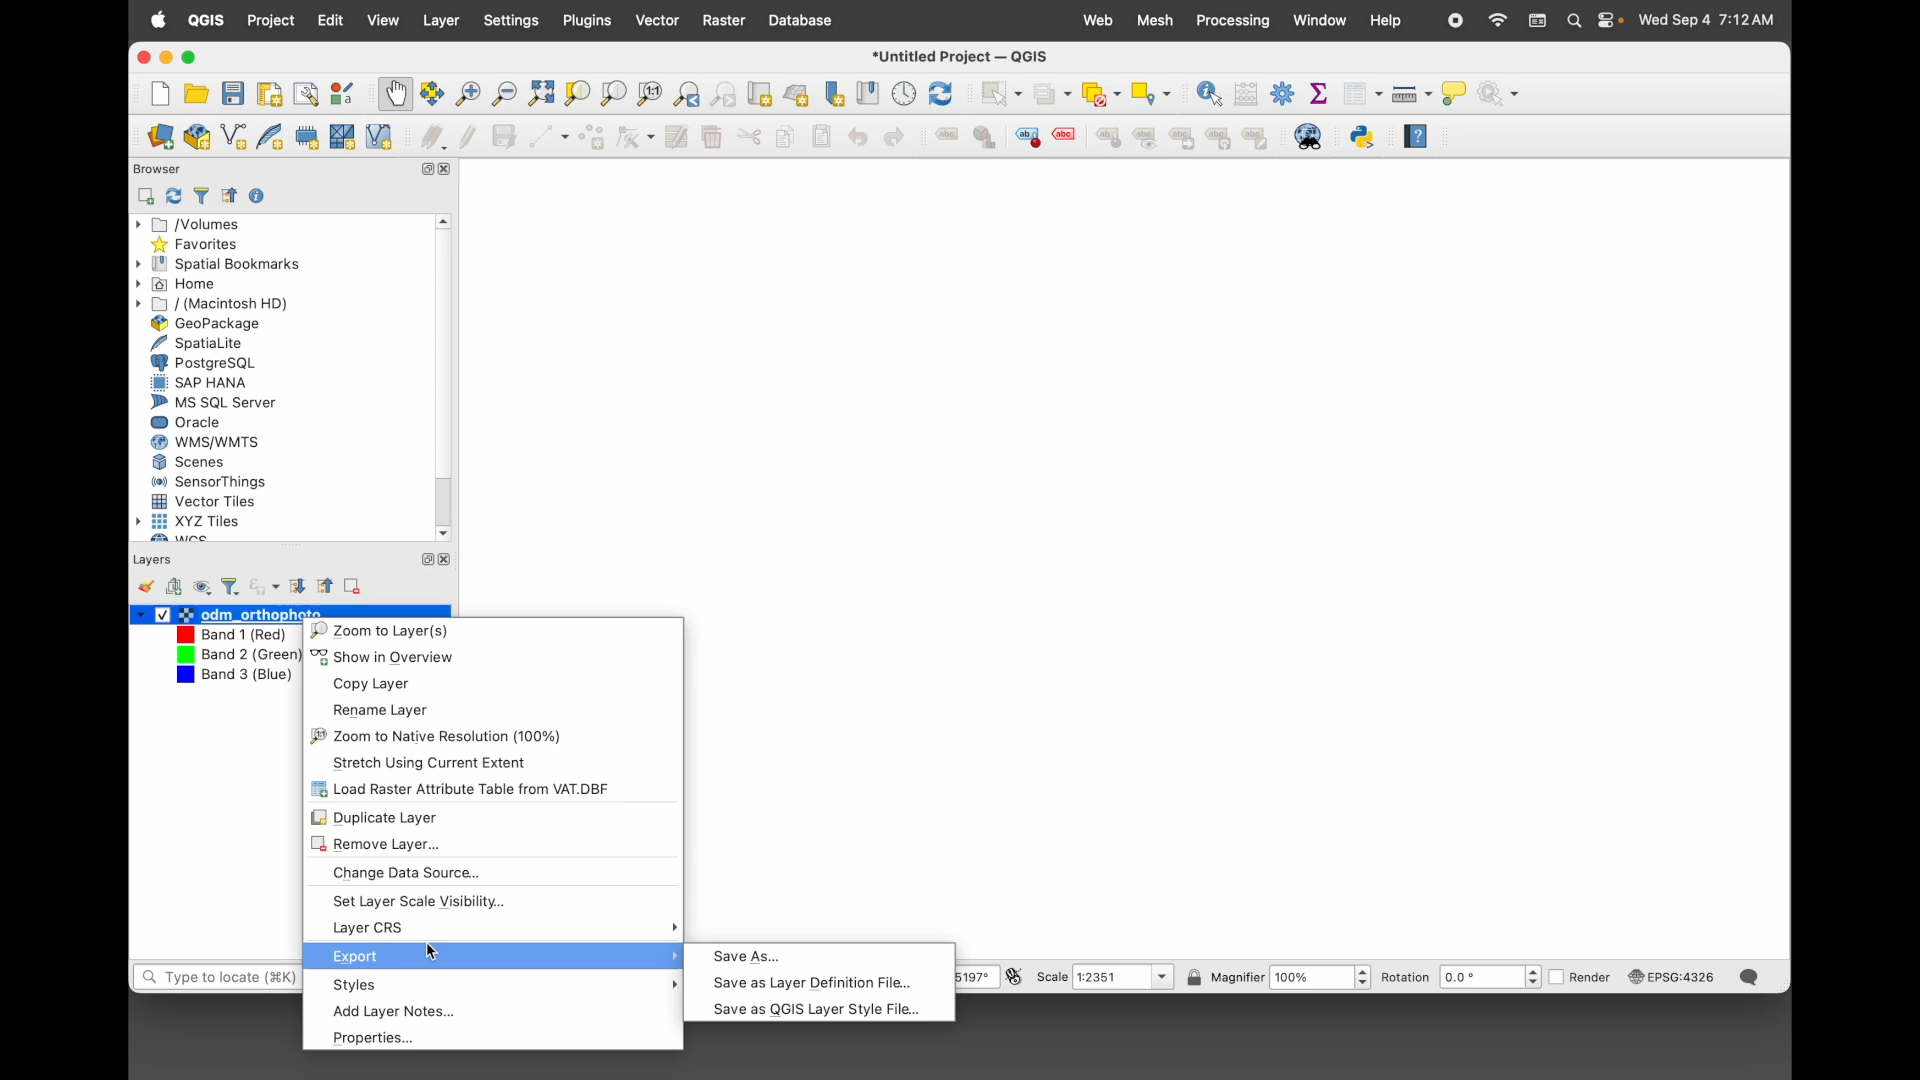 QGIS Project Edit View Layer Settings Plugins Vector Raster Database Web Mesh Processing Window Help Wed Sep 4 7:12 AM
*Untitled Project — QGIS
Browser
/Volumes
Favorites
Spatial Bookmarks
Home
/ (Macintosh HD)
GeoPackage
SpatiaLite
PostgreSQL
SAP HANA
MS SQL Server
Oracle
WMS/WMTS
Scenes
SensorThings
Vector Tiles
XYZ Tiles
WCS
Layers
odm_orthophoto
Band 1 (Red)
Band 2 (Green)
Band 3 (Blue)
Zoom to Layer(s)
Show in Overview
Copy Layer
Rename Layer
Zoom to Native Resolution (100%)
Stretch Using Current Extent
Load Raster Attribute Table from VAT.DBF
Duplicate Layer
Remove Layer...
Change Data Source...
Set Layer Scale Visibility...
Layer CRS
Export
Styles
Add Layer Notes...
Properties...
Save As...
Save as Layer Definition File...
Save as QGIS Layer Style File...
Type to locate (⌘K)
5197° Scale 1:2351 Magnifier 100% Rotation 0.0 ° Render EPSG:4326